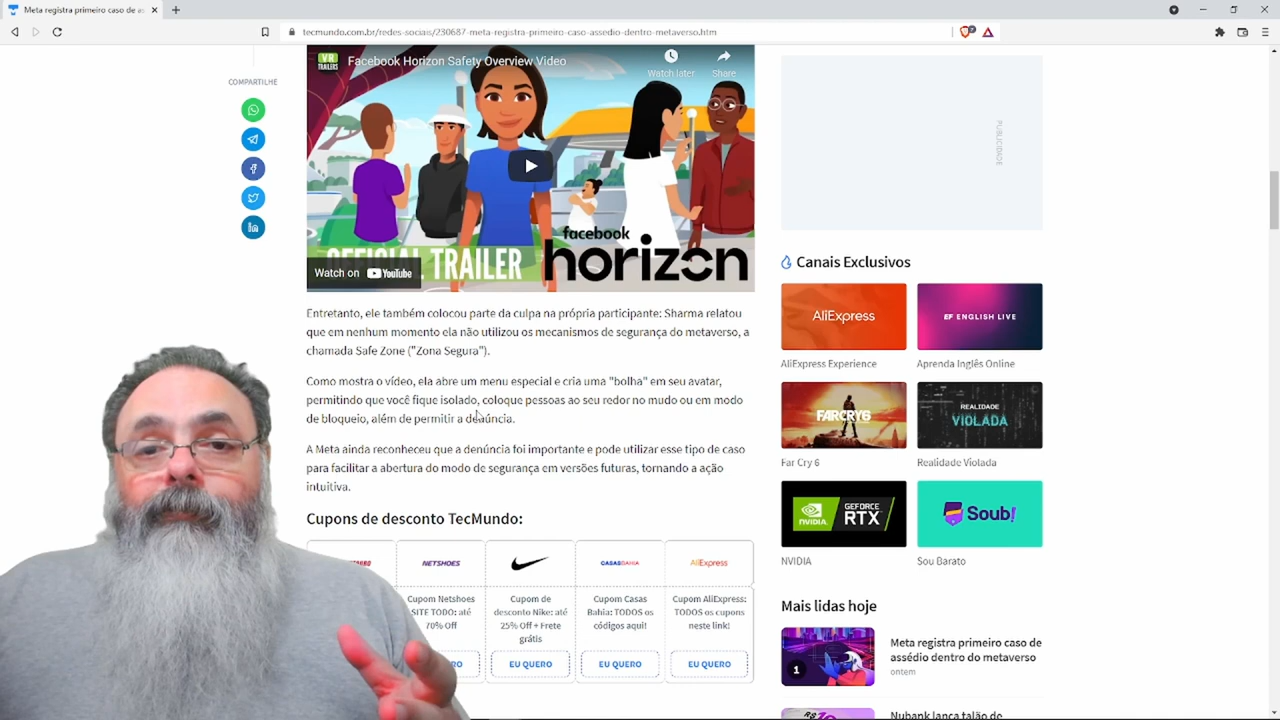 Meta registra primeiro caso de as
tecmundo.com.br/redes-sociais/230687-meta-registra-primeiro-caso-assedio-dentro-metaverso.htm
COMPARTILHE
VR
TRAILERS
Facebook Horizon Safety Overview Video
Watch later
Share
facebook
horizon
OFFICIAL TRAILER
Watch on YouTube
Entretanto, ele também colocou parte da culpa na própria participante: Sharma relatou
que em nenhum momento ela não utilizou os mecanismos de segurança do metaverso, a
chamada Safe Zone ("Zona Segura").
Como mostra o vídeo, ela abre um menu especial e cria uma "bolha" em seu avatar,
permitindo que você fique isolado, coloque pessoas ao seu redor no mudo ou em modo
de bloqueio, além de permitir a denúncia.
A Meta ainda reconheceu que a denúncia foi importante e pode utilizar esse tipo de caso
para facilitar a abertura do modo de segurança em versões futuras, tornando a ação
intuitiva.
Cupons de desconto TecMundo:
NETSHOES
CASASBAHIA
AliExpress
Cupom Netshoes
SITE TODO: até
70% Off
Cupom de
desconto Nike: até
25% Off + Frete
grátis
Cupom Casas
Bahia: TODOS os
códigos aqui!
Cupom AliExpress:
TODOS os cupons
neste link!
RO
EU QUERO
EU QUERO
EU QUERO
PUBLICIDADE
Canais Exclusivos
AliExpress
EF ENGLISH LIVE
AliExpress Experience
Aprenda Inglês Online
FARCRY6
REALIDADE
VIOLADA
Far Cry 6
Realidade Violada
NVIDIA
GEFORCE
RTX
Soub!
NVIDIA
Sou Barato
Mais lidas hoje
1
Meta registra primeiro caso de
assédio dentro do metaverso
ontem
Nubank lança talão de